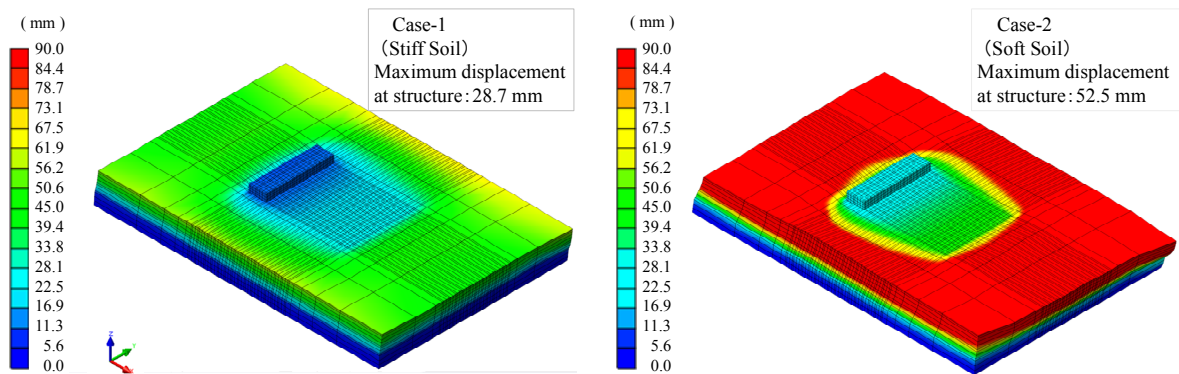 ( mm )
90.0
84.4
78.7
73.1
67.5
61.9
56.2
50.6
45.0
39.4
33.8
28.1
22.5
16.9
11.3
5.6
0.0
Case-1
（Stiff Soil）
Maximum displacement
at structure：28.7 mm
Z
Y
( mm )
90.0
84.4
78.7
73.1
67.5
61.9
56.2
50.6
45.0
39.4
33.8
28.1
22.5
16.9
11.3
5.6
0.0
Case-2
（Soft Soil）
Maximum displacement
at structure：52.5 mm